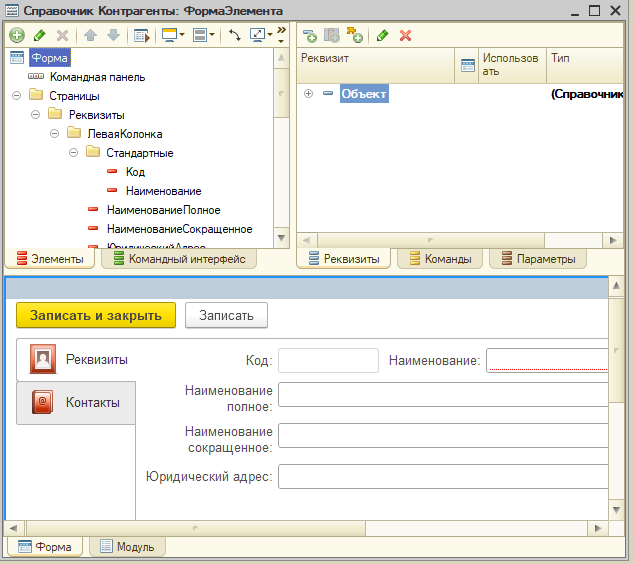 Справочник Контрагенты: ФормаЭлемента
Форма
Командная панель
Страницы
Реквизиты
ЛеваяКолонка
Стандартные
Код
Наименование
НаименованиеПолное
НаименованиеСокращенное
ЮридическийАдрес
Элементы
Командный интерфейс
Реквизит
Использов
ать
Тип
Объект
(Справочник
Реквизиты
Команды
Параметры
Записать и закрыть
Записать
Реквизиты
Контакты
Код:
Наименование:
Наименование
полное:
Наименование
сокращенное:
Юридический адрес:
Форма
Модуль